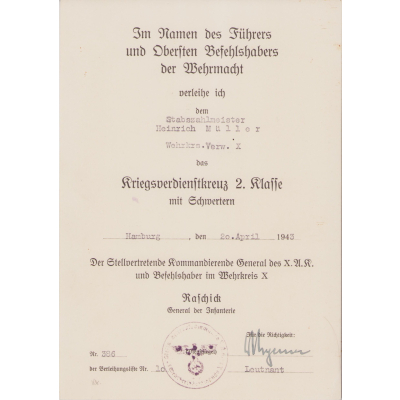 Im Namen des Führers
und Obersten Befehlshabers
der Wehrmacht
verleihe ich
dem
Stabszahlmeister
Heinrich Müller
Wehrkrs.Verw. X
das
Kriegsverdienstkreuz 2. Klasse
mit Schwertern
Hamburg, den 20.April 1943
Der Stellvertretende Kommandierende General des X.A.K.
und Befehlshaber im Wehrkreis X
Raschick
General der Infanterie
Für die Richtigkeit:
Nr. 386
der Verleihungsliste Nr. 10
Leutnant